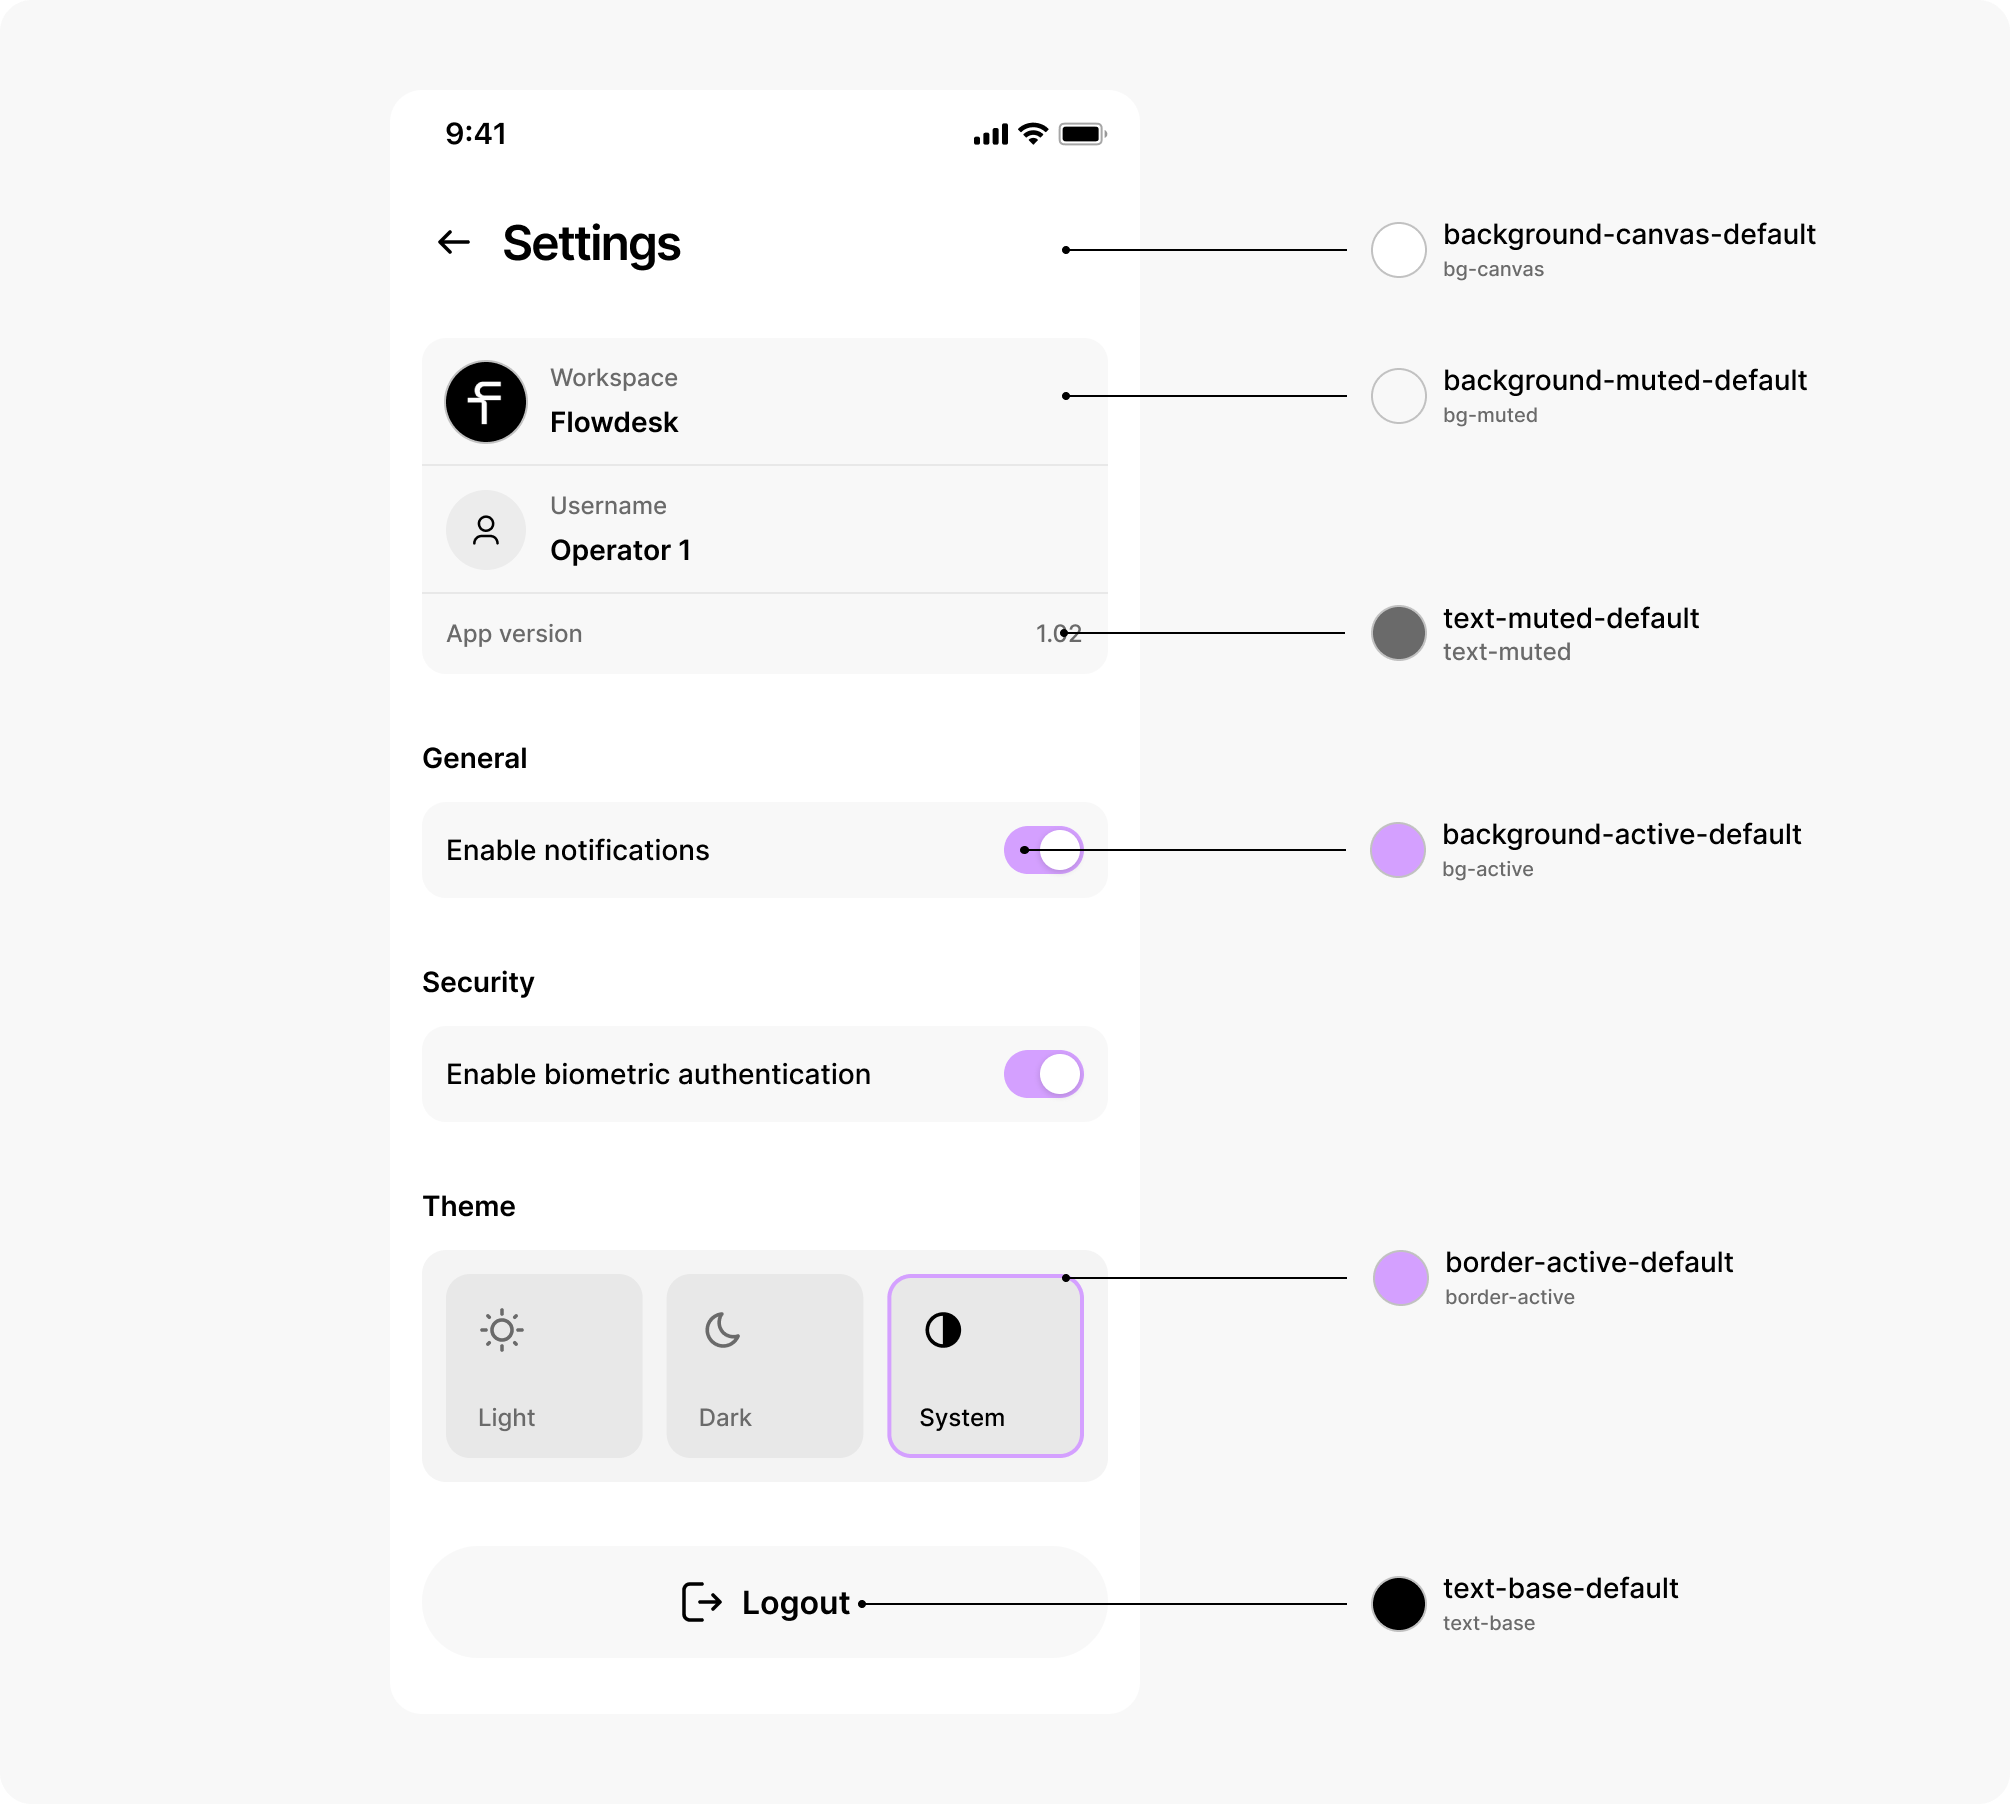 9:41
Settings
background-canvas-default
bg-canvas
Workspace
Flowdesk
background-muted-default
bg-muted
Username
Operator 1
App version
1.02
text-muted-default
text-muted
General
Enable notifications
background-active-default
bg-active
Security
Enable biometric authentication
Theme
Light
Dark
System
border-active-default
border-active
Logout
text-base-default
text-base